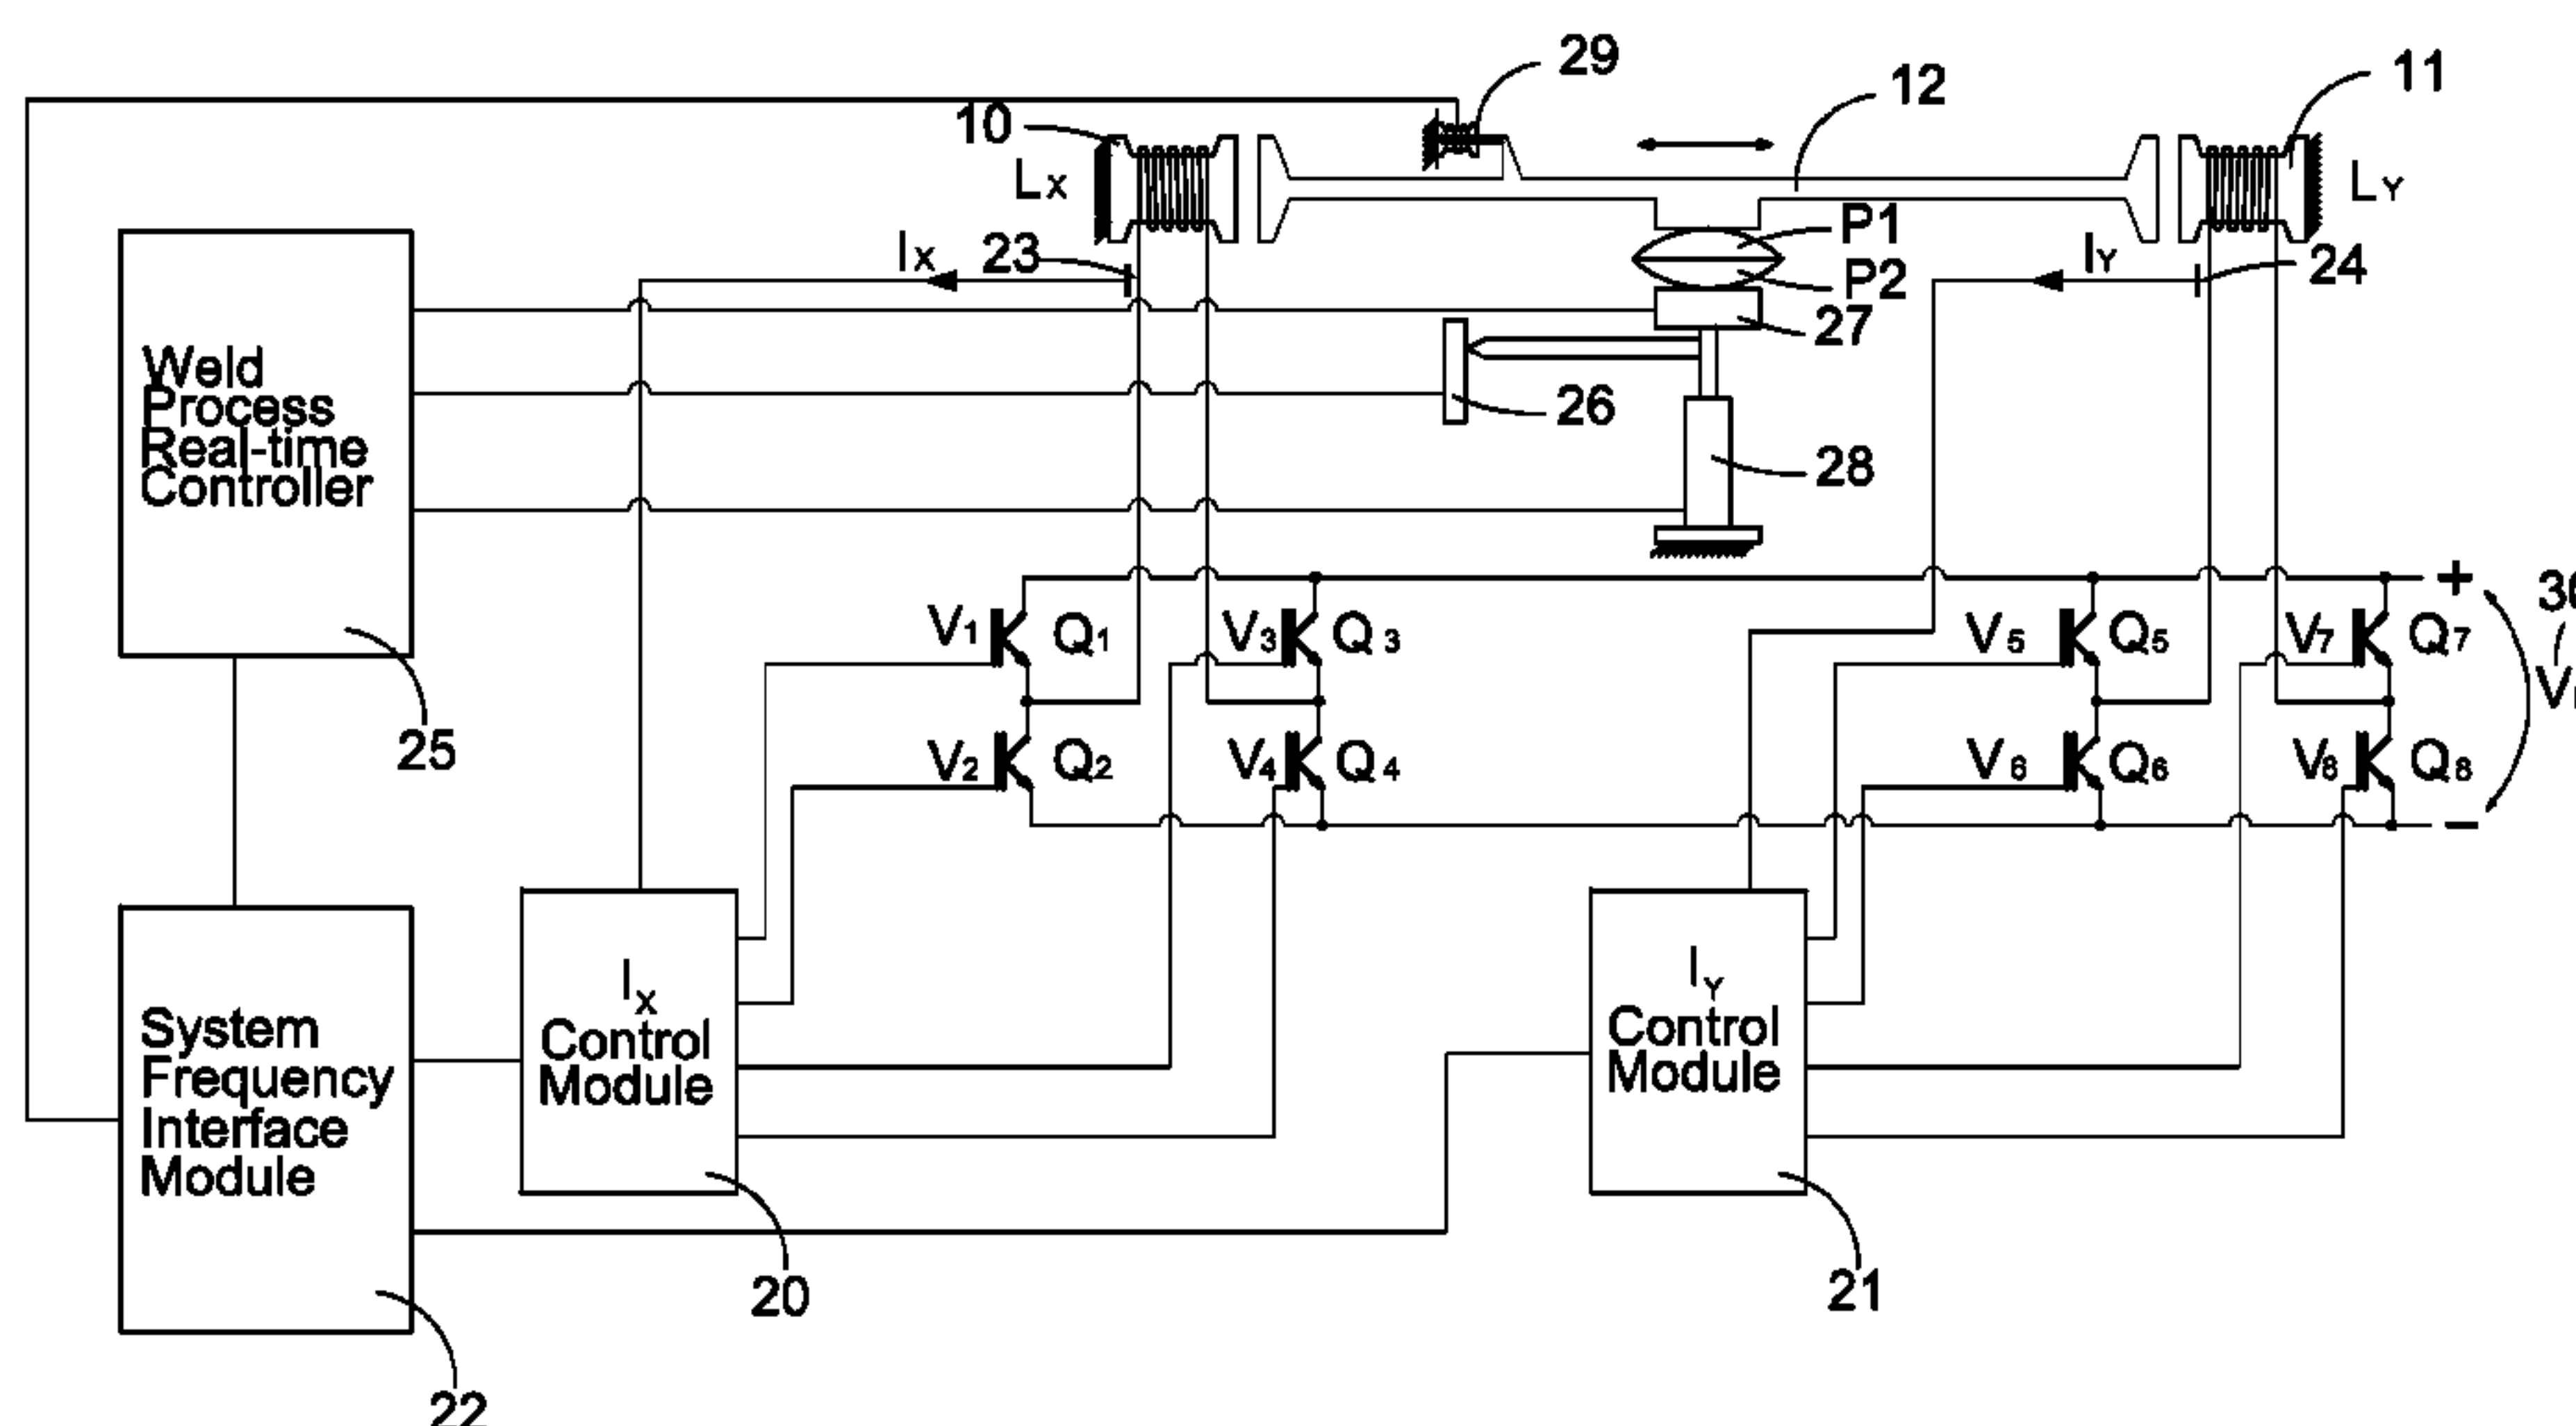 29
12
11
10
LX
LY
P1
IX
23
IY
24
P2
27
Weld
Process
Real-time
Controller
26
28
+
V1
Q1
V3
Q3
V5
Q5
V7
Q7
25
V2
Q2
V4
Q4
V6
Q6
V8
Q8
−
IX
Control
Module
IY
Control
Module
System
Frequency
Interface
Module
20
21
22